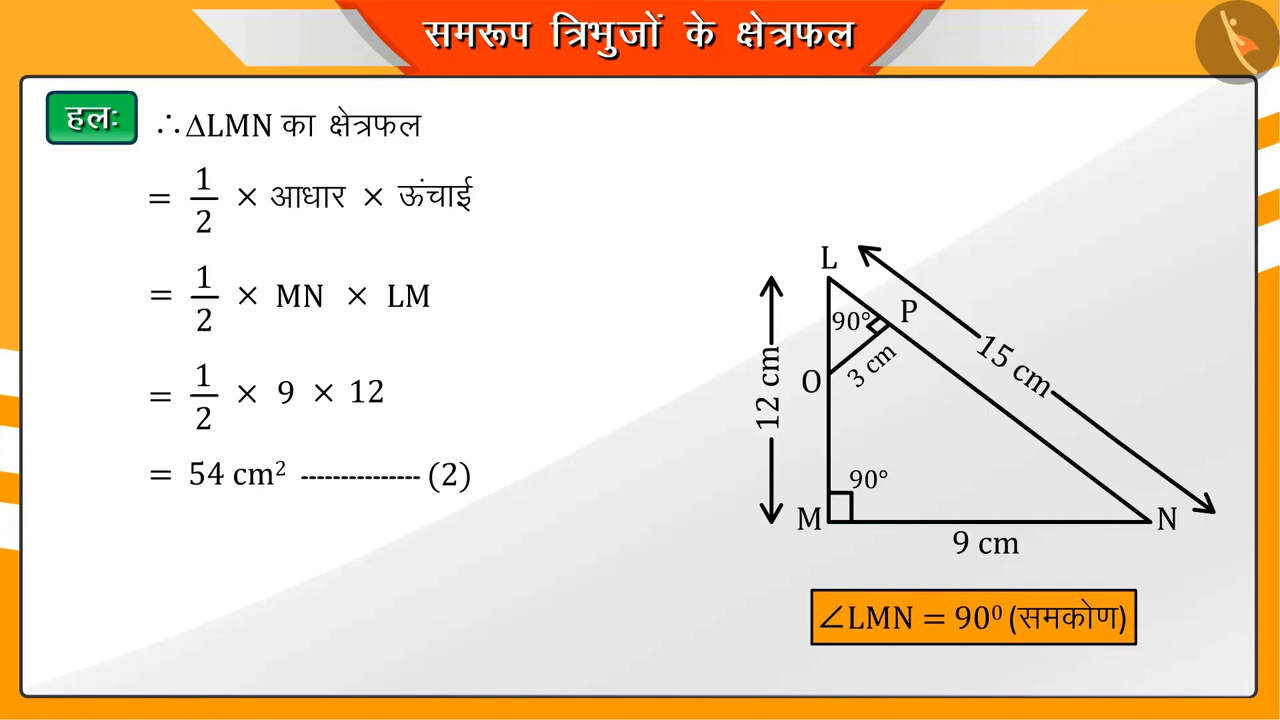 समरूप त्रिभुजों के क्षेत्रफल
हलः
∴ ΔLMN का क्षेत्रफल
= 1/2 × आधार × ऊंचाई
= 1/2 × MN × LM
= 1/2 × 9 × 12
= 54 cm² --------------- (2)
L
P
90°
15 cm
3 cm
O
12 cm
90°
M
N
9 cm
∠LMN = 90⁰ (समकोण)